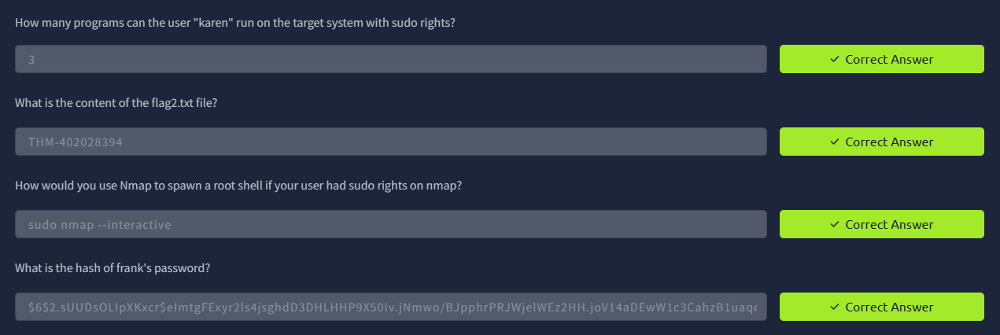 How many programs can the user "karen" run on the target system with sudo rights?
3
✓ Correct Answer
What is the content of the flag2.txt file?
THM-402028394
✓ Correct Answer
How would you use Nmap to spawn a root shell if your user had sudo rights on nmap?
sudo nmap --interactive
✓ Correct Answer
What is the hash of frank's password?
$6$2.sUUDsOLIpXKxcr$eImtgFExyr2ls4jsghdD3DHLHHP9X50Iv.jNmwo/BJpphrPRJWjelWEz2HH.joV14aDEwW1c3CahzB1uaqe
✓ Correct Answer